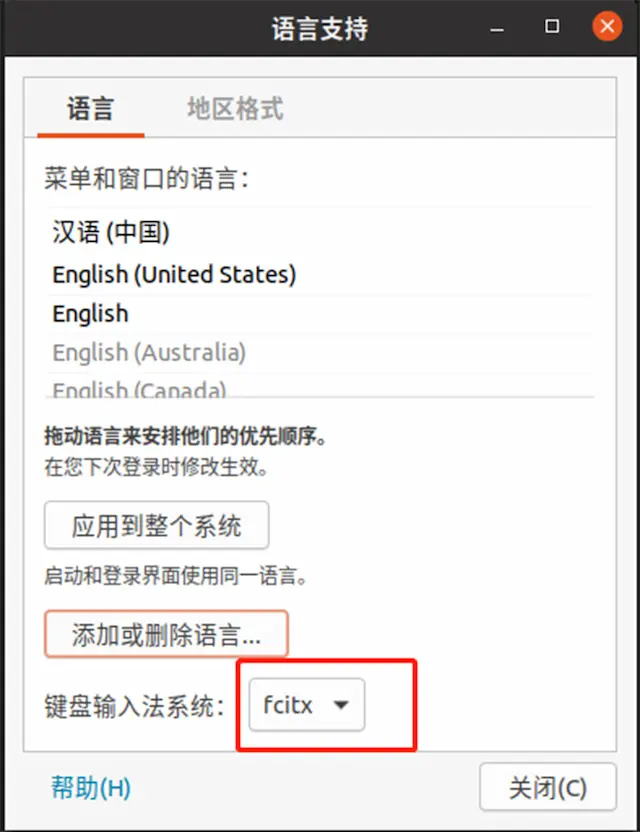 语言支持
语言 地区格式
菜单和窗口的语言：
汉语 (中国)
English (United States)
English
English (Australia)
English (Canada)
拖动语言来安排他们的优先顺序。
在您下次登录时修改生效。
应用到整个系统
启动和登录界面使用同一语言。
添加或删除语言...
键盘输入法系统： fcitx
帮助(H) 关闭(C)